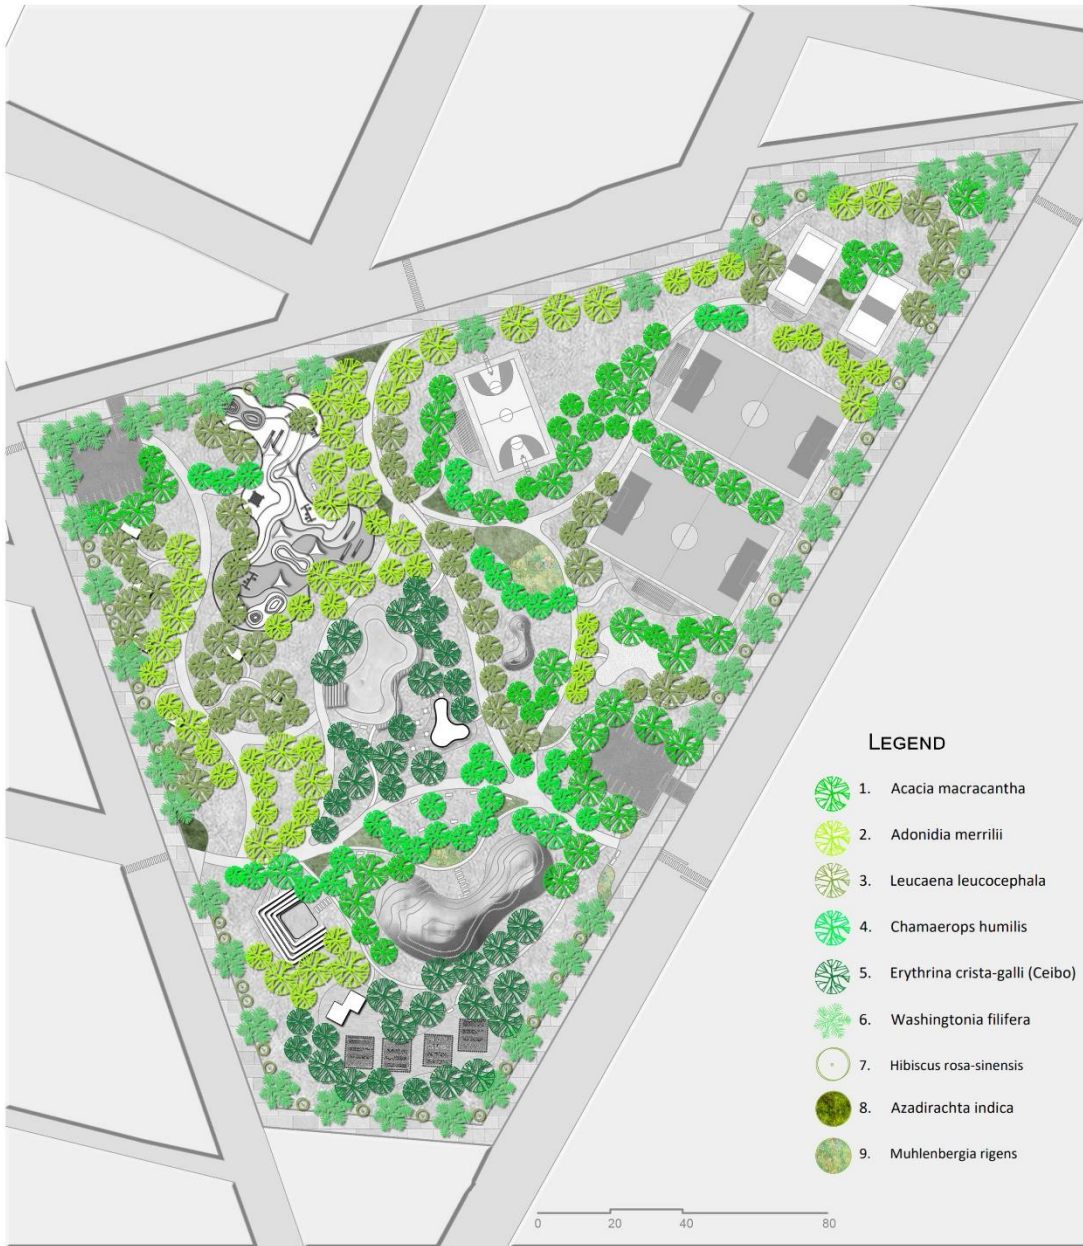 LEGEND
1. Acacia macracantha
2. Adonidia merrilii
3. Leucaena leucocephala
4. Chamaerops humilis
5. Erythrina crista-galli (Ceibo)
6. Washingtonia filifera
7. Hibiscus rosa-sinensis
8. Azadirachta indica
9. Muhlenbergia rigens
0 20 40 80